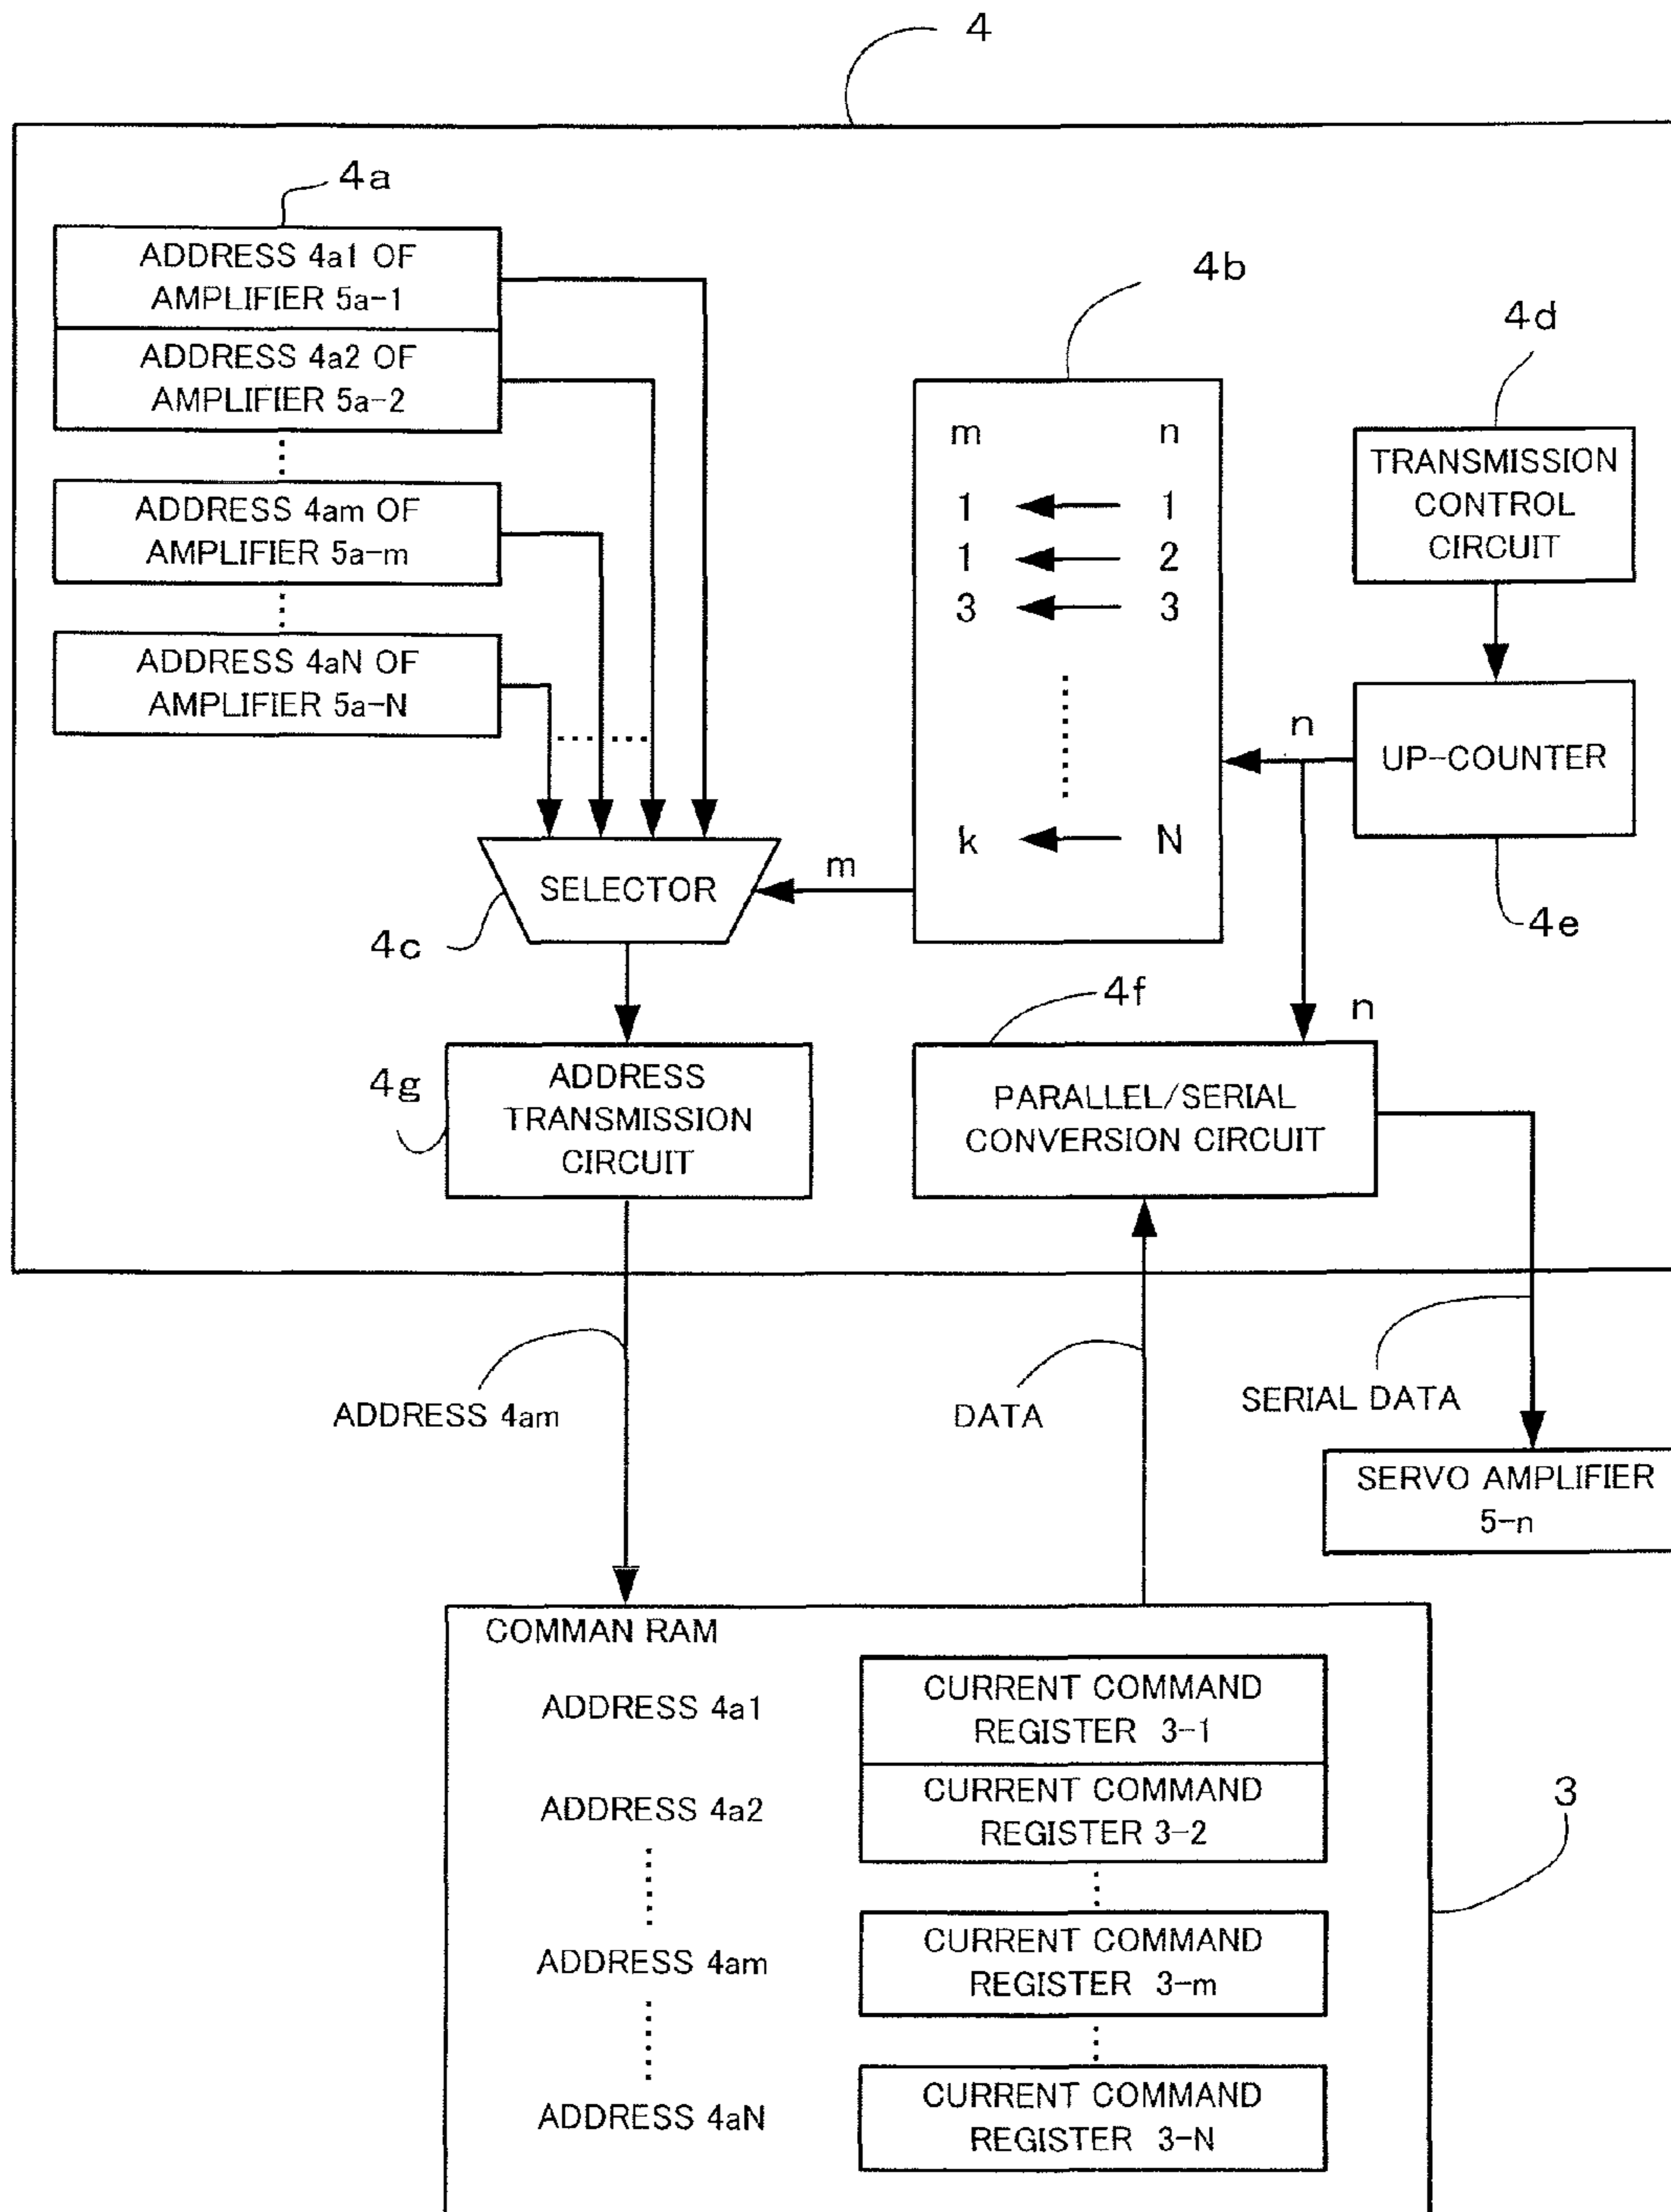 4
4a
ADDRESS 4a1 OF
AMPLIFIER 5a-1
ADDRESS 4a2 OF
AMPLIFIER 5a-2
ADDRESS 4am OF
AMPLIFIER 5a-m
ADDRESS 4aN OF
AMPLIFIER 5a-N
4b
m n
1 1
1 2
3 3
k N
4d
TRANSMISSION
CONTROL
CIRCUIT
n
UP-COUNTER
4e
SELECTOR
m
4c
4f
n
4g
ADDRESS
TRANSMISSION
CIRCUIT
PARALLEL/SERIAL
CONVERSION CIRCUIT
ADDRESS 4am
DATA
SERIAL DATA
SERVO AMPLIFIER
5-n
COMMAN RAM
ADDRESS 4a1
CURRENT COMMAND
REGISTER 3-1
ADDRESS 4a2
CURRENT COMMAND
REGISTER 3-2
3
ADDRESS 4am
CURRENT COMMAND
REGISTER 3-m
ADDRESS 4aN
CURRENT COMMAND
REGISTER 3-N